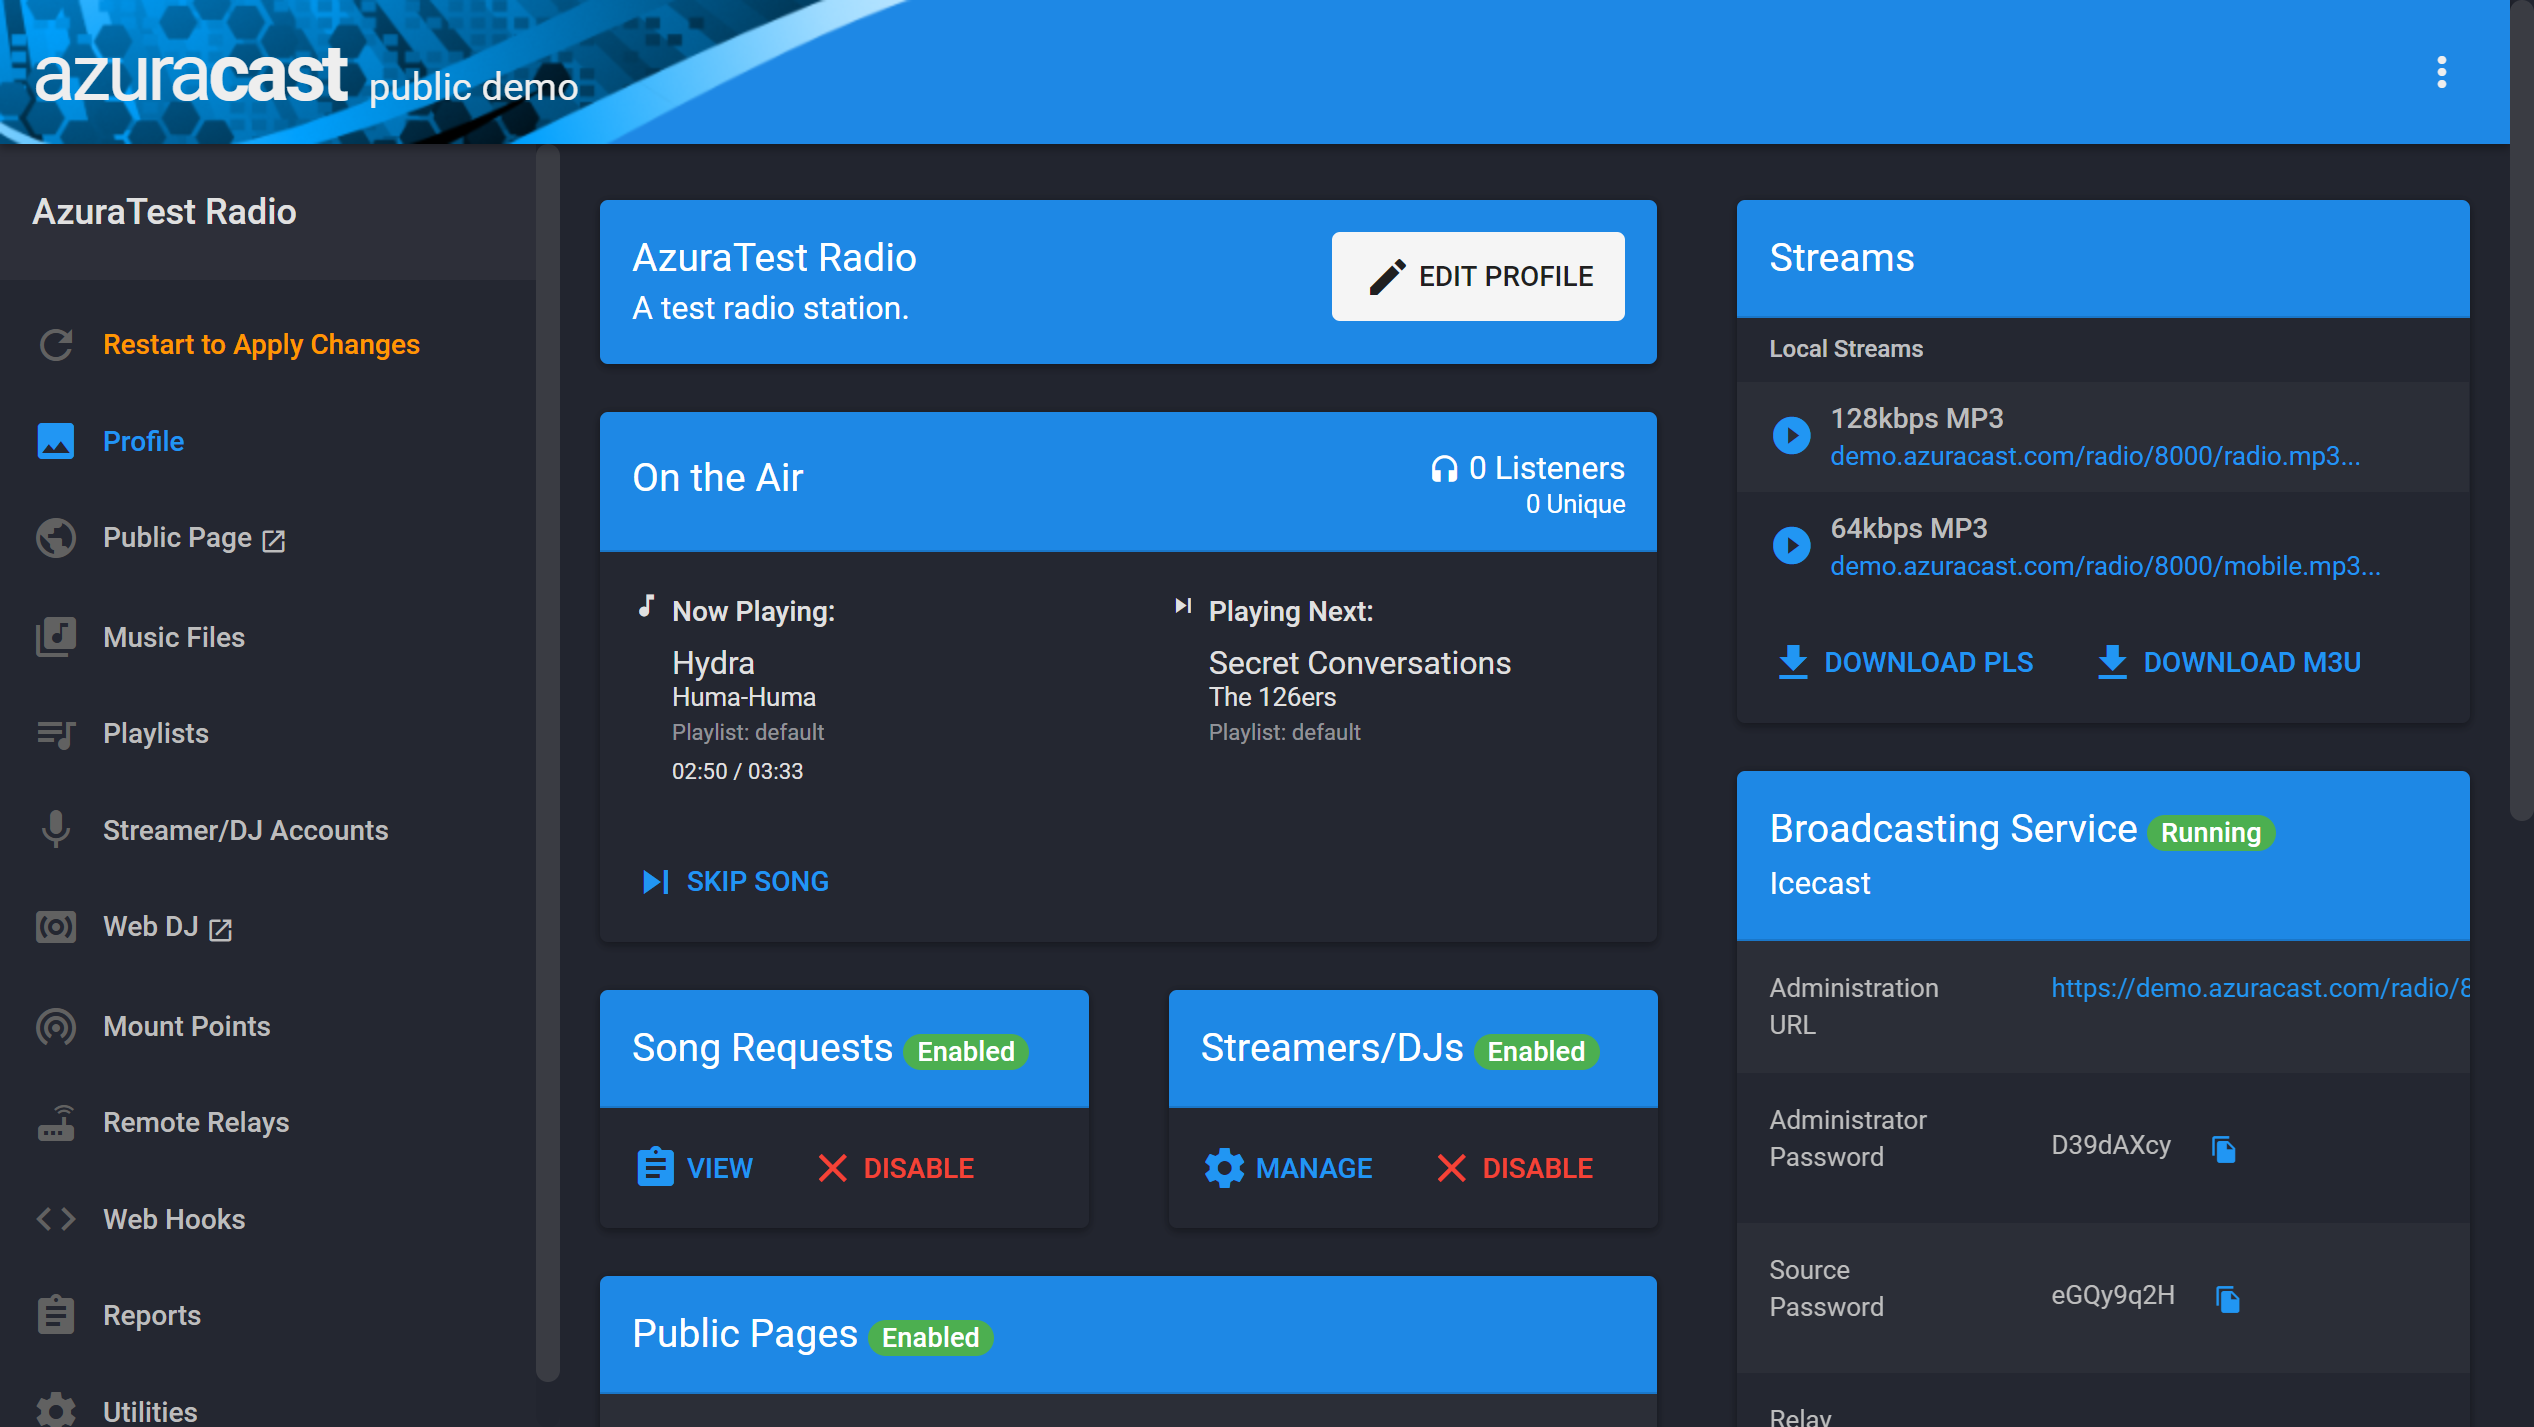 azuracast public demo
AzuraTest Radio
Restart to Apply Changes
Profile
Public Page
Music Files
Playlists
Streamer/DJ Accounts
Web DJ
Mount Points
Remote Relays
Web Hooks
Reports
Utilities
AzuraTest Radio
A test radio station.
EDIT PROFILE
On the Air
0 Listeners
0 Unique
Now Playing:
Hydra
Huma-Huma
Playlist: default
02:50 / 03:33
Playing Next:
Secret Conversations
The 126ers
Playlist: default
SKIP SONG
Song Requests Enabled
VIEW
DISABLE
Streamers/DJs Enabled
MANAGE
DISABLE
Public Pages Enabled
Streams
Local Streams
128kbps MP3
demo.azuracast.com/radio/8000/radio.mp3...
64kbps MP3
demo.azuracast.com/radio/8000/mobile.mp3...
DOWNLOAD PLS
DOWNLOAD M3U
Broadcasting Service Running
Icecast
Administration
URL
https://demo.azuracast.com/radio/8
Administrator
Password
D39dAXcy
Source
Password
eGQy9q2H
Relay